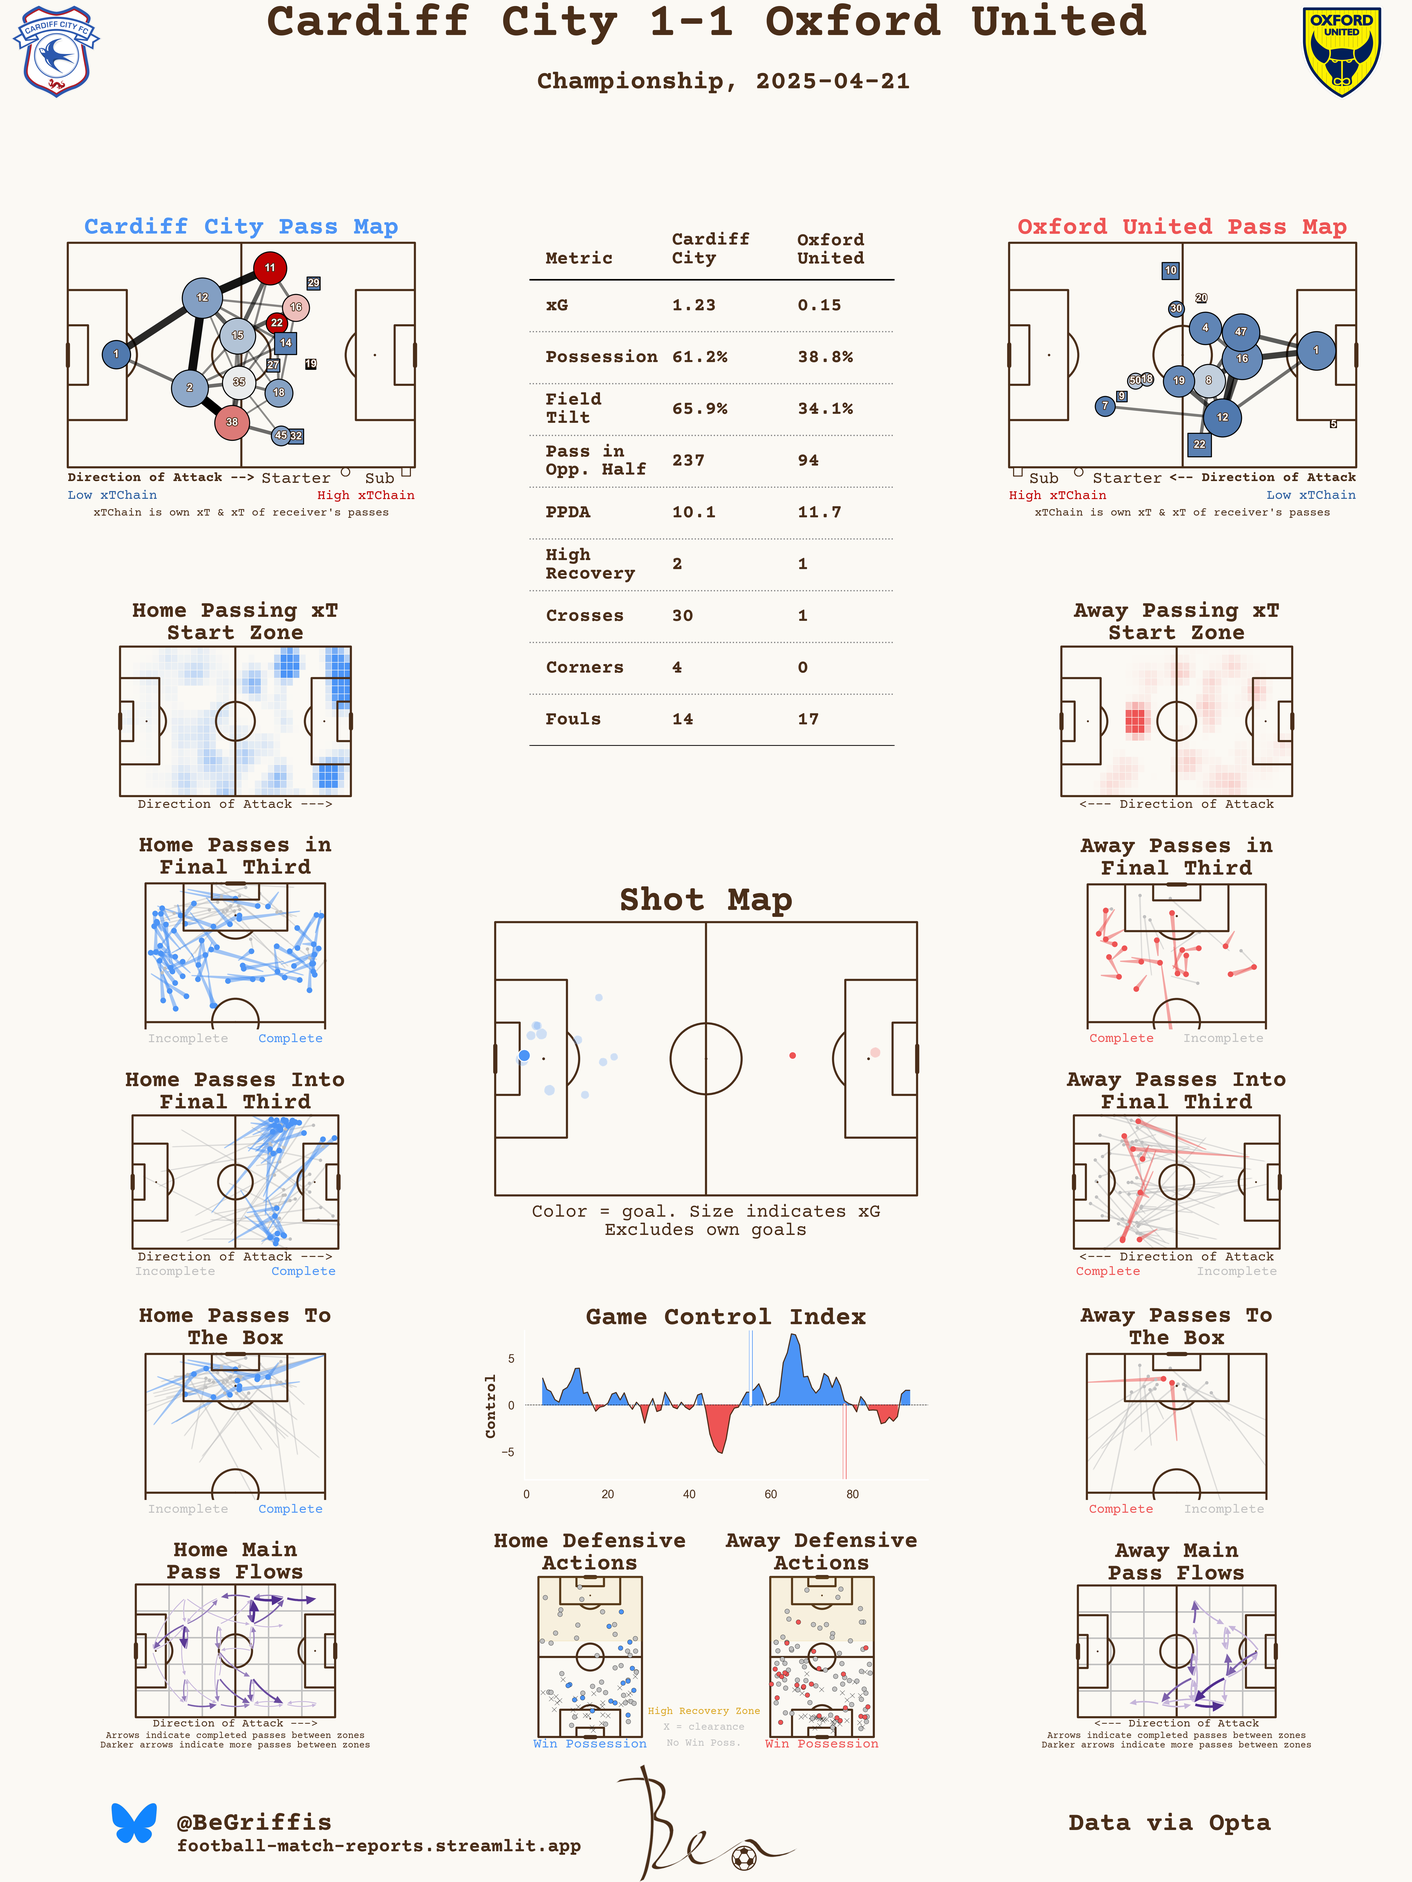 Cardiff City 1-1 Oxford United
Championship, 2025-04-21
CARDIFF CITY FC
OXFORD
UNITED
Cardiff City Pass Map
11
29
12
16
22
15
14
1
27
19
2
35
18
38
45
32
Direction of Attack --> Starter Sub
Low xTChain High xTChain
xTChain is own xT & xT of receiver's passes
Metric Cardiff City Oxford United
xG 1.23 0.15
Possession 61.2% 38.8%
Field Tilt 65.9% 34.1%
Pass in Opp. Half 237 94
PPDA 10.1 11.7
High Recovery 2 1
Crosses 30 1
Corners 4 0
Fouls 14 17
Oxford United Pass Map
10
20
30
4
47
16
1
50
18
19
8
9
7
12
5
22
Sub Starter <-- Direction of Attack
High xTChain Low xTChain
xTChain is own xT & xT of receiver's passes
Home Passing xT
Start Zone
Direction of Attack --->
Away Passing xT
Start Zone
<--- Direction of Attack
Home Passes in
Final Third
Incomplete Complete
Away Passes in
Final Third
Complete Incomplete
Shot Map
Color = goal. Size indicates xG
Excludes own goals
Home Passes Into
Final Third
Direction of Attack --->
Incomplete Complete
Away Passes Into
Final Third
<--- Direction of Attack
Complete Incomplete
Home Passes To
The Box
Incomplete Complete
Game Control Index
Control
5
0
−5
0 20 40 60 80
Away Passes To
The Box
Complete Incomplete
Home Main
Pass Flows
Direction of Attack --->
Arrows indicate completed passes between zones
Darker arrows indicate more passes between zones
Home Defensive
Actions
Win Possession
High Recovery Zone
X = clearance
No Win Poss.
Away Defensive
Actions
Win Possession
Away Main
Pass Flows
<--- Direction of Attack
Arrows indicate completed passes between zones
Darker arrows indicate more passes between zones
@BeGriffis
football-match-reports.streamlit.app
Ben
Data via Opta